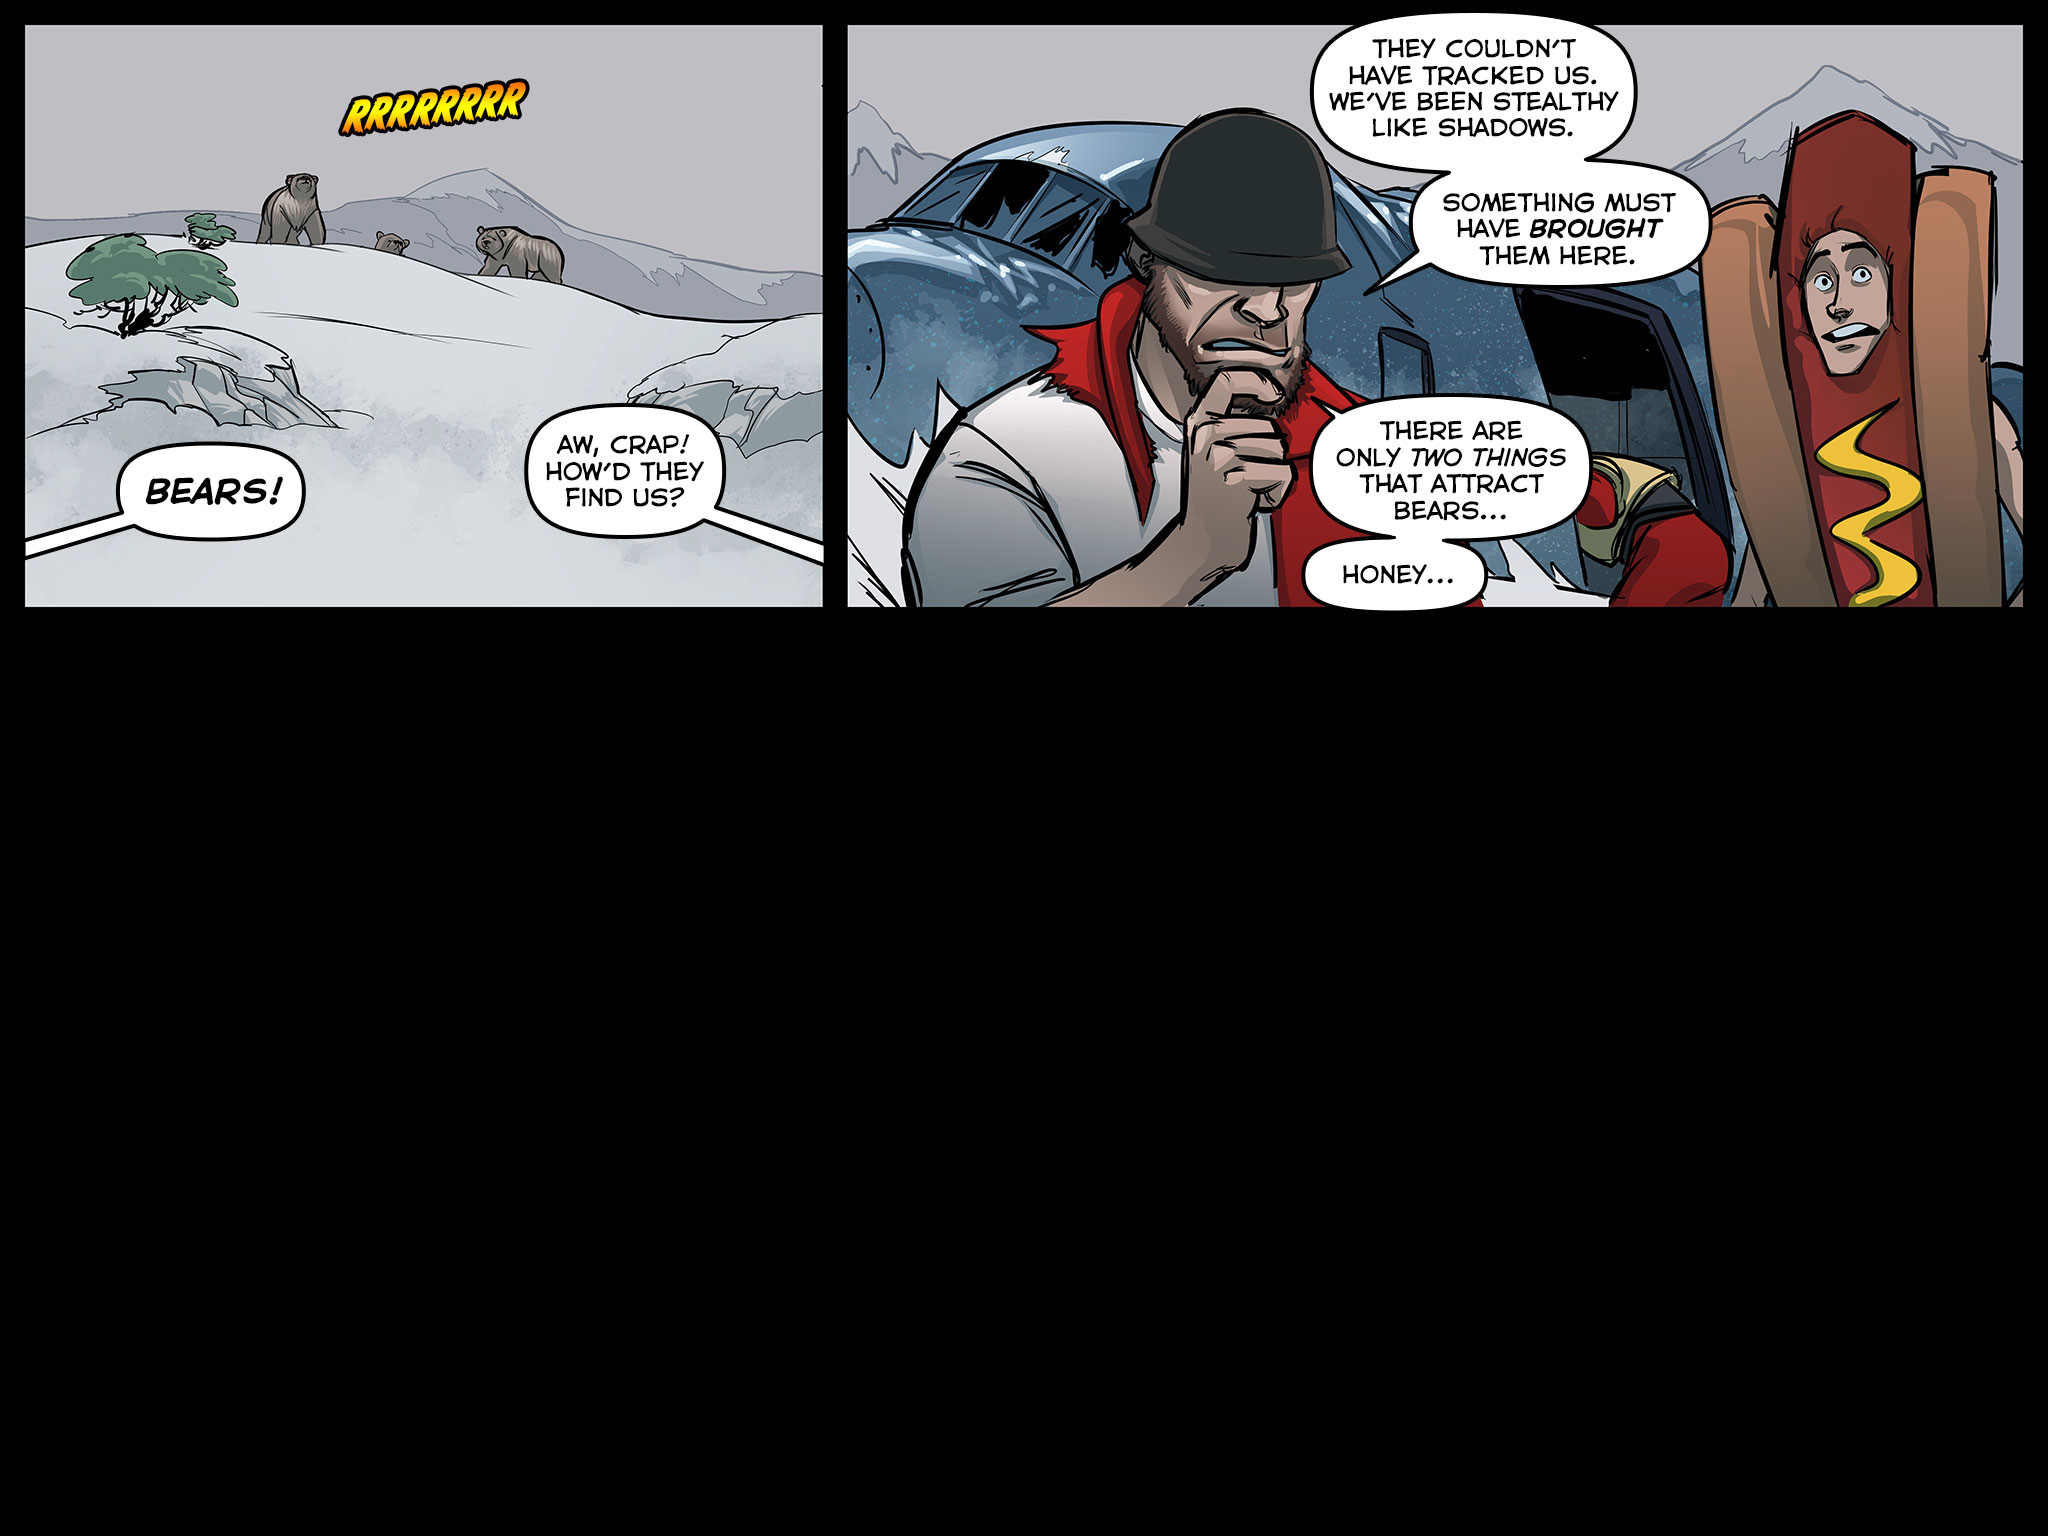 RRRRRRRR
BEARS!
AW, CRAP!
HOW'D THEY
FIND US?
THEY COULDN'T
HAVE TRACKED US.
WE'VE BEEN STEALTHY
LIKE SHADOWS.
SOMETHING MUST
HAVE BROUGHT
THEM HERE.
THERE ARE
ONLY TWO THINGS
THAT ATTRACT
BEARS...
HONEY...